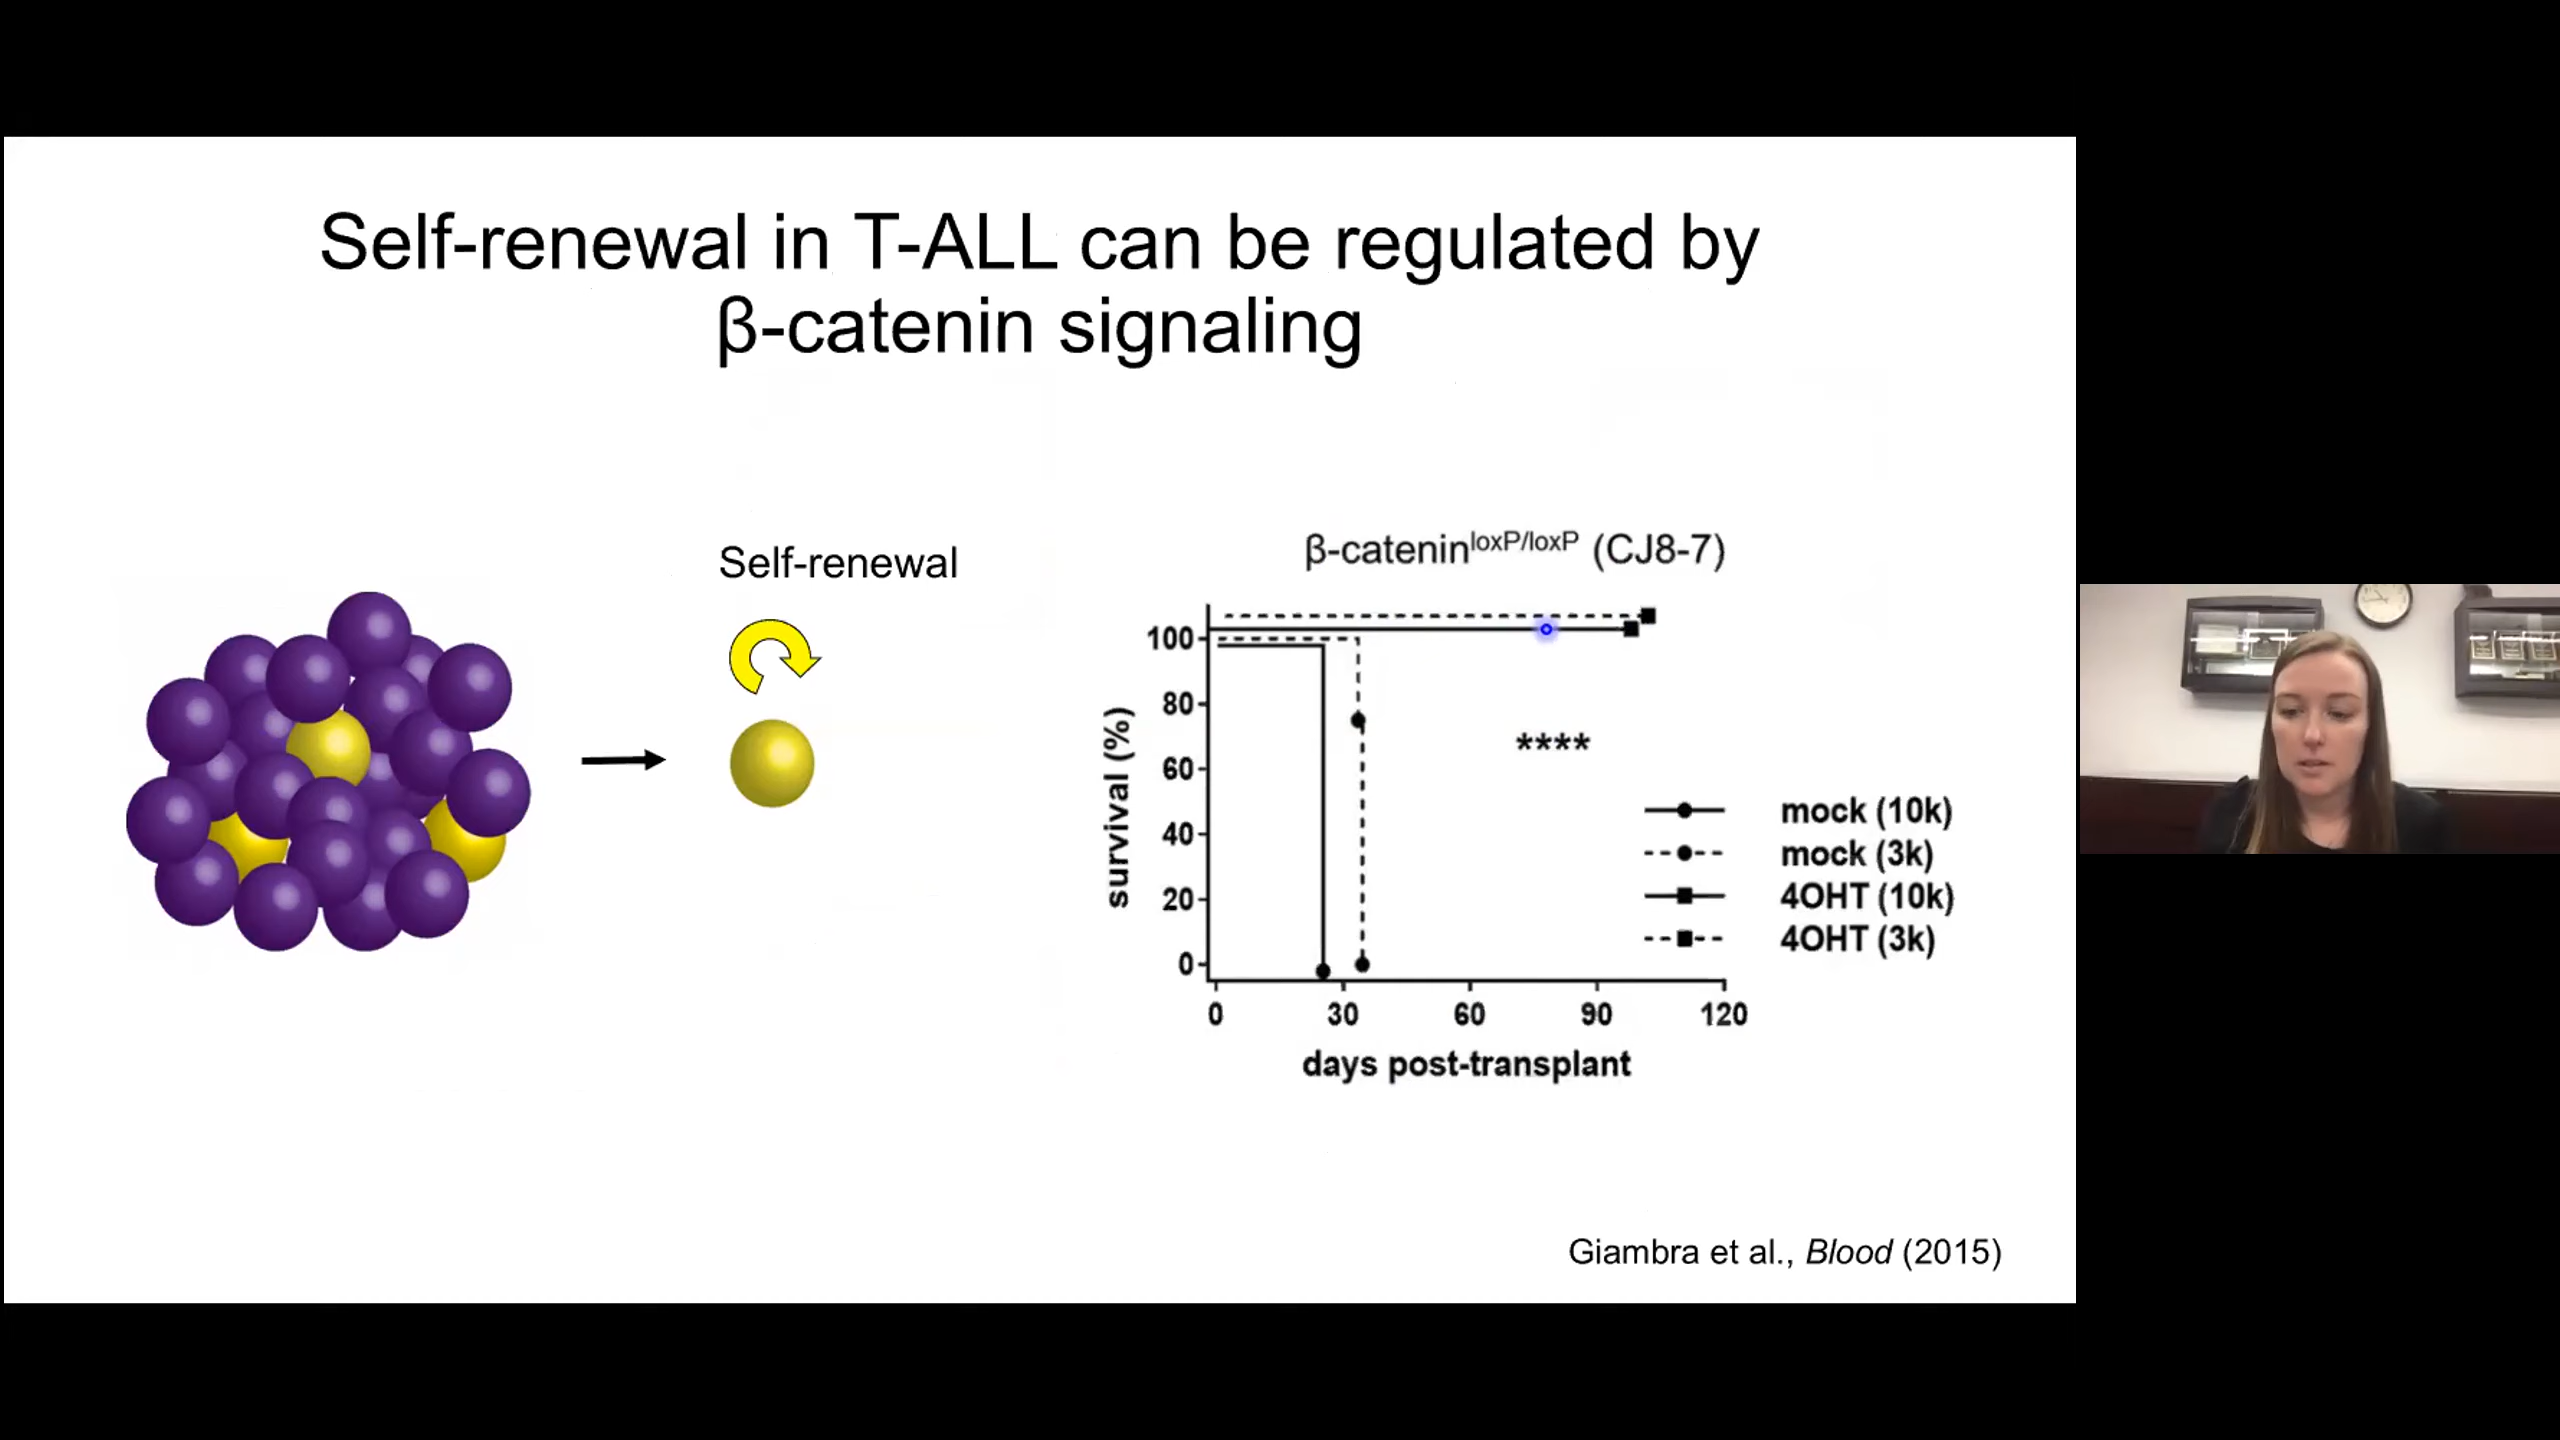 Self-renewal in T-ALL can be regulated by
β-catenin signaling
Self-renewal
β-catenin^loxP/loxP (CJ8-7)
survival (%)
100
80
60
40
20
0
****
mock (10k)
mock (3k)
4OHT (10k)
4OHT (3k)
0 30 60 90 120
days post-transplant
Giambra et al., Blood (2015)